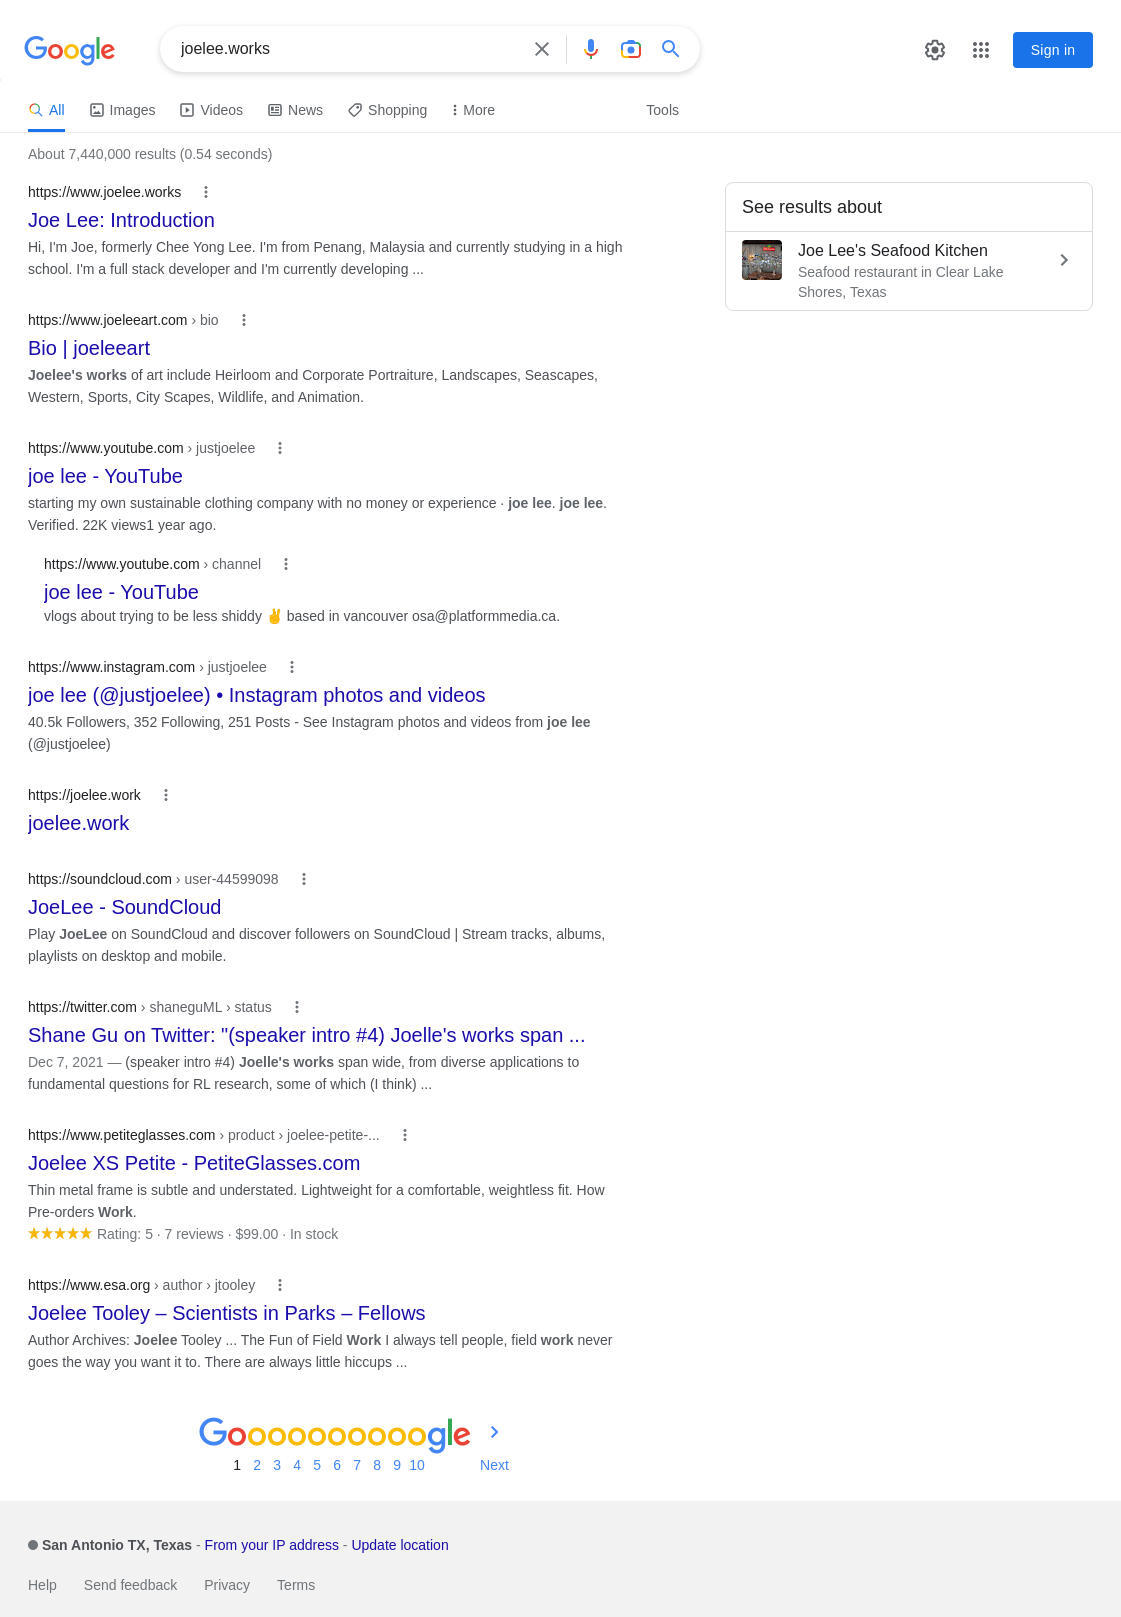 Google
joelee.works
Sign in
All
Images
Videos
News
Shopping
More
Tools
About 7,440,000 results (0.54 seconds)
https://www.joelee.works
Joe Lee: Introduction
Hi, I'm Joe, formerly Chee Yong Lee. I'm from Penang, Malaysia and currently studying in a high
school. I'm a full stack developer and I'm currently developing ...
https://www.joeleeart.com › bio
Bio | joeleeart
Joelee's works of art include Heirloom and Corporate Portraiture, Landscapes, Seascapes,
Western, Sports, City Scapes, Wildlife, and Animation.
https://www.youtube.com › justjoelee
joe lee - YouTube
starting my own sustainable clothing company with no money or experience · joe lee. joe lee.
Verified. 22K views1 year ago.
https://www.youtube.com › channel
joe lee - YouTube
vlogs about trying to be less shiddy ✌️ based in vancouver osa@platformmedia.ca.
https://www.instagram.com › justjoelee
joe lee (@justjoelee) • Instagram photos and videos
40.5k Followers, 352 Following, 251 Posts - See Instagram photos and videos from joe lee
(@justjoelee)
https://joelee.work
joelee.work
https://soundcloud.com › user-44599098
JoeLee - SoundCloud
Play JoeLee on SoundCloud and discover followers on SoundCloud | Stream tracks, albums,
playlists on desktop and mobile.
https://twitter.com › shaneguML › status
Shane Gu on Twitter: "(speaker intro #4) Joelle's works span ...
Dec 7, 2021 — (speaker intro #4) Joelle's works span wide, from diverse applications to
fundamental questions for RL research, some of which (I think) ...
https://www.petiteglasses.com › product › joelee-petite-...
Joelee XS Petite - PetiteGlasses.com
Thin metal frame is subtle and understated. Lightweight for a comfortable, weightless fit. How
Pre-orders Work.
Rating: 5 · 7 reviews · $99.00 · In stock
https://www.esa.org › author › jtooley
Joelee Tooley – Scientists in Parks – Fellows
Author Archives: Joelee Tooley ... The Fun of Field Work I always tell people, field work never
goes the way you want it to. There are always little hiccups ...
See results about
Joe Lee's Seafood Kitchen
Seafood restaurant in Clear Lake
Shores, Texas
Goooooooooogle
1 2 3 4 5 6 7 8 9 10 Next
San Antonio TX, Texas - From your IP address - Update location
Help Send feedback Privacy Terms